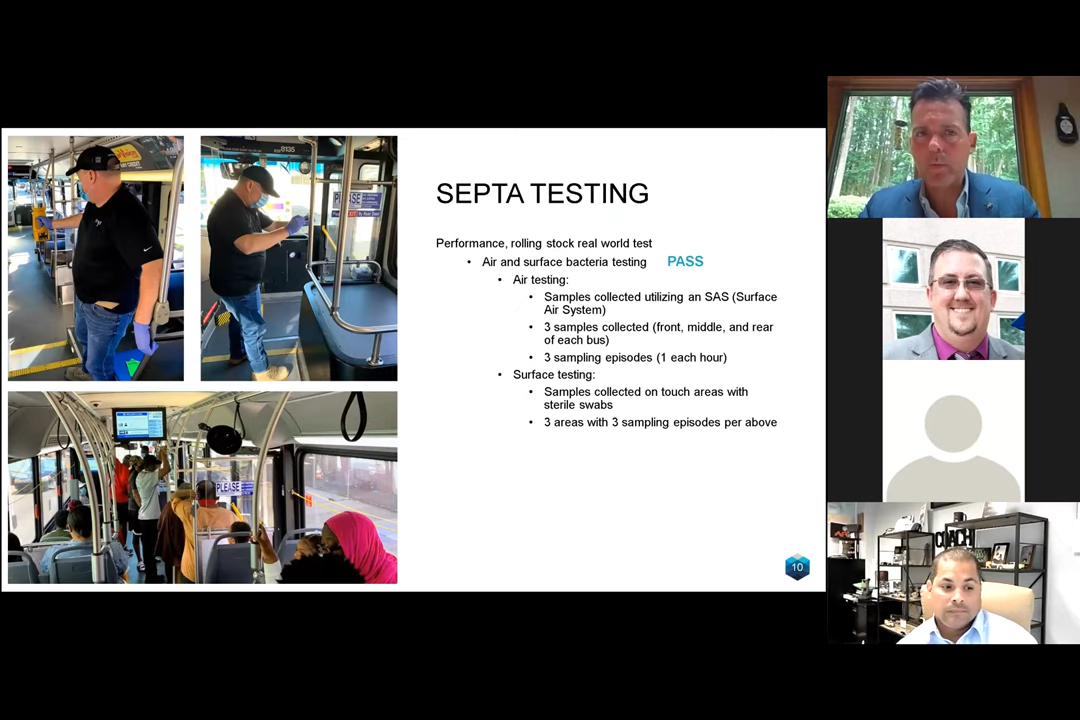 SEPTA TESTING
Performance, rolling stock real world test
• Air and surface bacteria testing PASS
• Air testing:
• Samples collected utilizing an SAS (Surface
Air System)
• 3 samples collected (front, middle, and rear
of each bus)
• 3 sampling episodes (1 each hour)
• Surface testing:
• Samples collected on touch areas with
sterile swabs
• 3 areas with 3 sampling episodes per above
10
8135
PLEASE
PLEASE
COACH